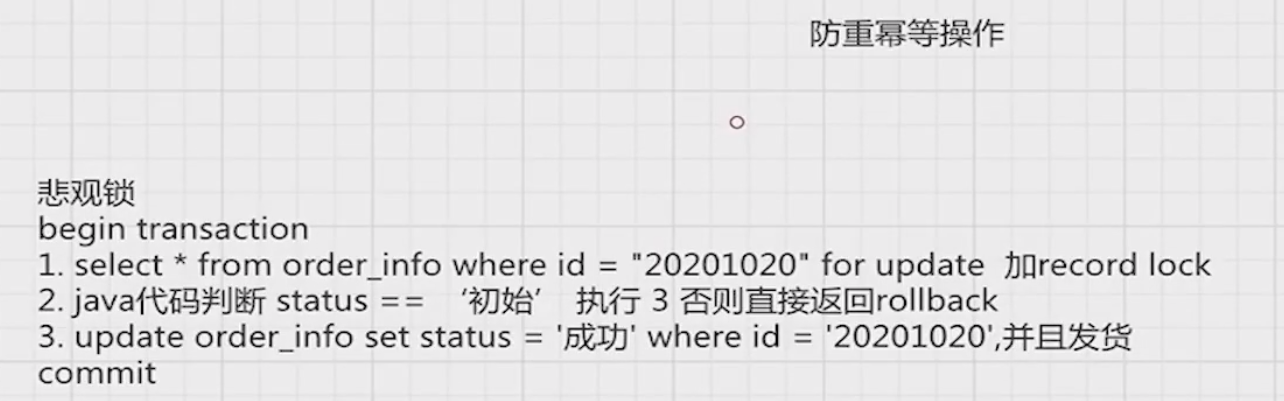 防重幂等操作
悲观锁
begin transaction
1. select * from order_info where id = "20201020" for update 加record lock
2. java代码判断 status == ‘初始’ 执行 3 否则直接返回rollback
3. update order_info set status = '成功' where id = '20201020',并且发货
commit